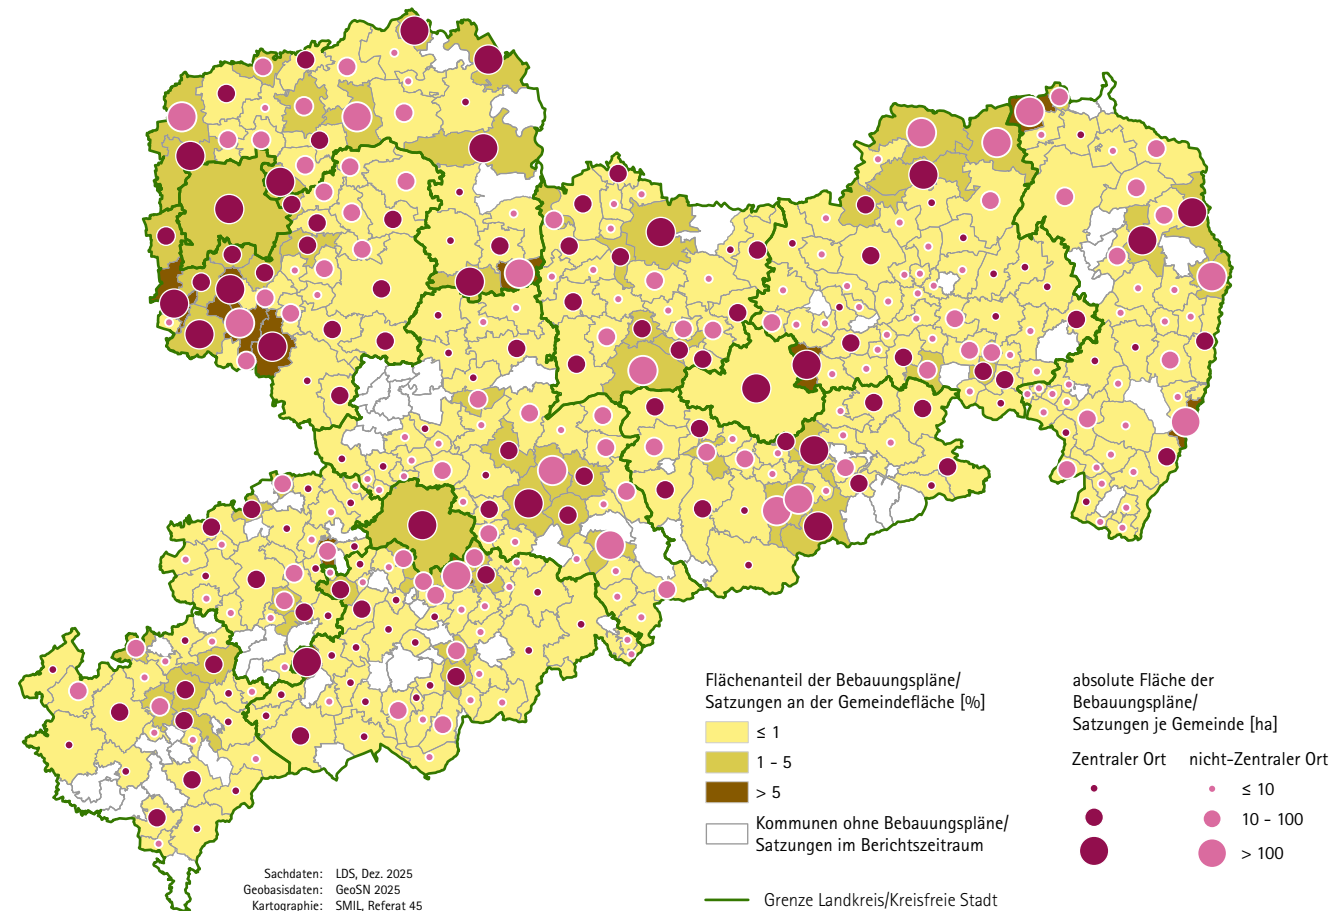 Flächenanteil der Bebauungspläne/
Satzungen an der Gemeindefläche [%]
≤ 1
1 - 5
> 5
Kommunen ohne Bebauungspläne/
Satzungen im Berichtszeitraum
Grenze Landkreis/Kreisfreie Stadt
absolute Fläche der
Bebauungspläne/
Satzungen je Gemeinde [ha]
Zentraler Ort nicht-Zentraler Ort
≤ 10
10 - 100
> 100
Sachdaten: LDS, Dez. 2025
Geobasisdaten: GeoSN 2025
Kartographie: SMIL, Referat 45